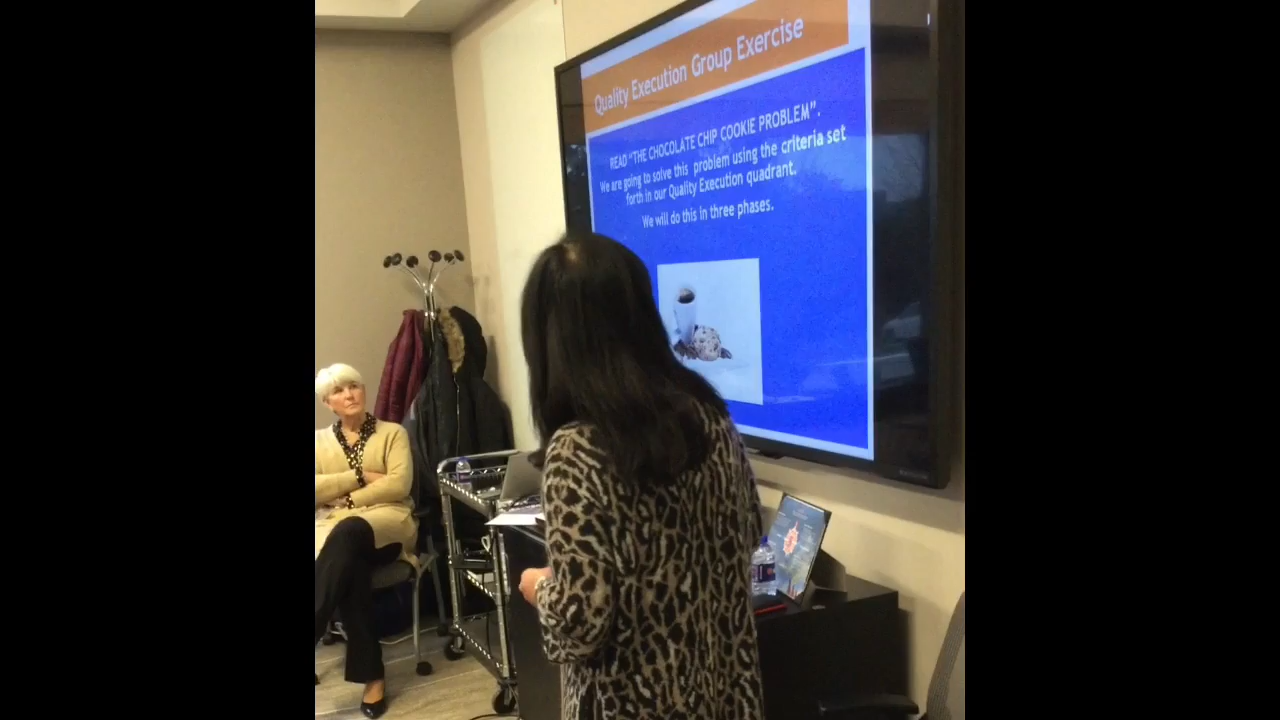 Quality Execution Group Exercise
READ "THE CHOCOLATE CHIP COOKIE PROBLEM".
We are going to solve this problem using the criteria set
forth in our Quality Execution quadrant.
We will do this in three phases.